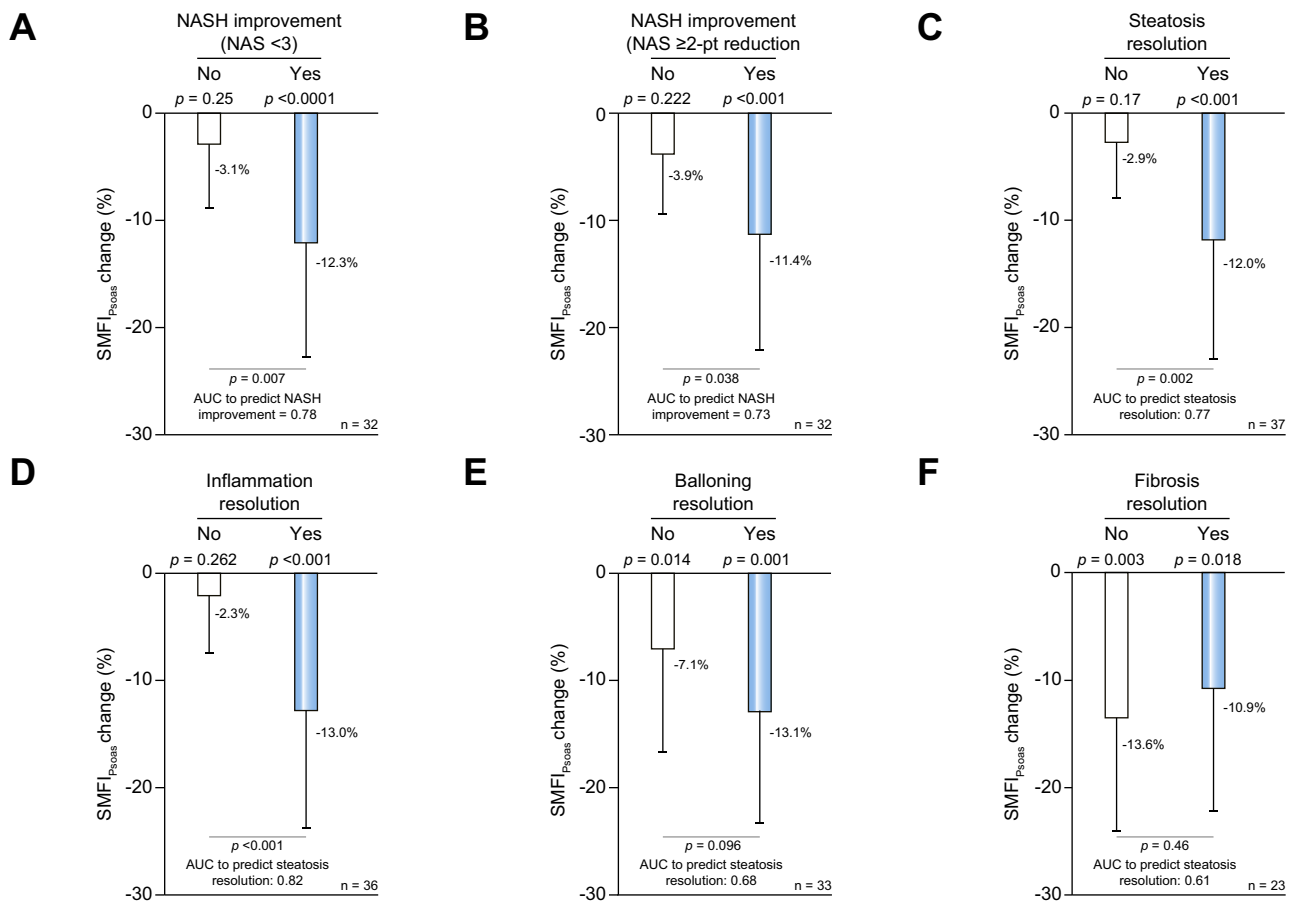 A
NASH improvement
(NAS <3)
No Yes
p = 0.25 p <0.0001
0
-10
-20
-30
SMFIPsoas change (%)
-3.1%
-12.3%
p = 0.007
AUC to predict NASH
improvement = 0.78
n = 32
B
NASH improvement
(NAS ≥2-pt reduction
No Yes
p = 0.222 p <0.001
0
-10
-20
-30
SMFIPsoas change (%)
-3.9%
-11.4%
p = 0.038
AUC to predict NASH
improvement = 0.73
n = 32
C
Steatosis
resolution
No Yes
p = 0.17 p <0.001
0
-10
-20
-30
SMFIPsoas change (%)
-2.9%
-12.0%
p = 0.002
AUC to predict steatosis
resolution: 0.77
n = 37
D
Inflammation
resolution
No Yes
p = 0.262 p <0.001
0
-10
-20
-30
SMFIPsoas change (%)
-2.3%
-13.0%
p <0.001
AUC to predict steatosis
resolution: 0.82
n = 36
E
Balloning
resolution
No Yes
p = 0.014 p = 0.001
0
-10
-20
-30
SMFIPsoas change (%)
-7.1%
-13.1%
p = 0.096
AUC to predict steatosis
resolution: 0.68
n = 33
F
Fibrosis
resolution
No Yes
p = 0.003 p = 0.018
0
-10
-20
-30
SMFIPsoas change (%)
-13.6%
-10.9%
p = 0.46
AUC to predict steatosis
resolution: 0.61
n = 23